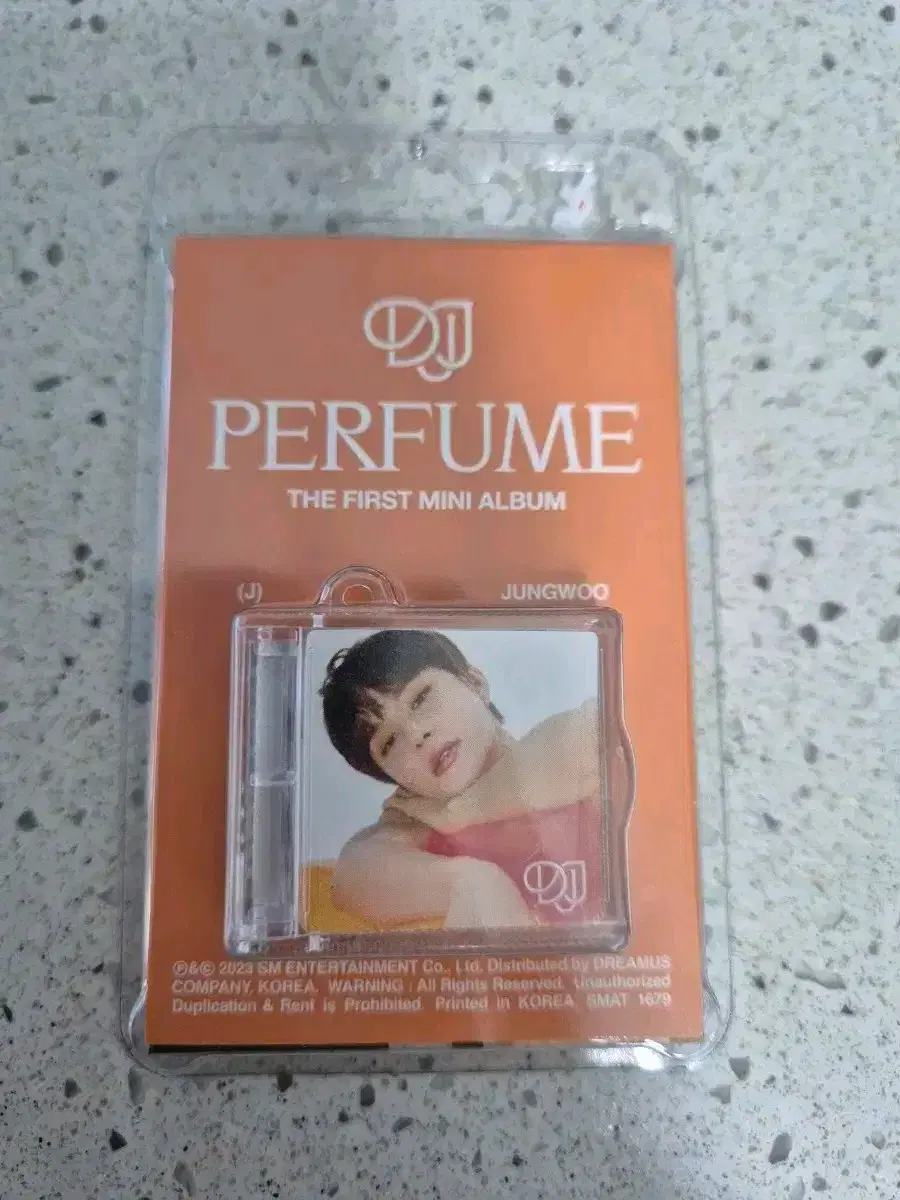 DJJ
PERFUME
THE FIRST MINI ALBUM
(J) JUNGWOO
DJJ
℗&© 2023 SM ENTERTAINMENT Co., Ltd. Distributed by DREAMUS
COMPANY, KOREA. WARNING : All Rights Reserved. Unauthorized
Duplication & Rent is Prohibited. Printed in KOREA SMAT 1679